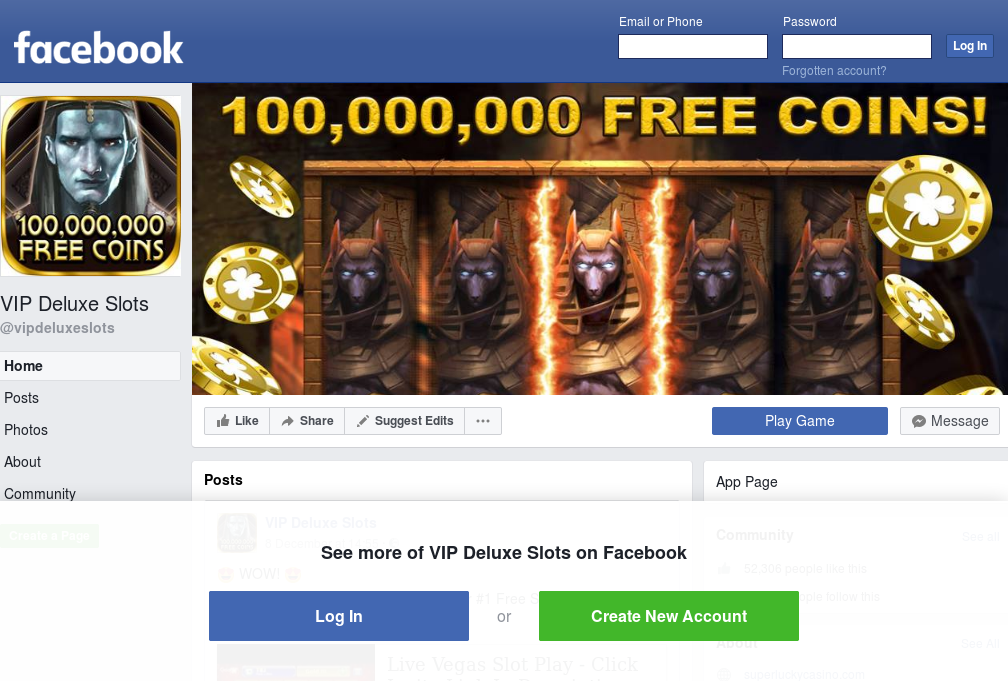 facebook
Email or Phone
Password
Log In
Forgotten account?
100,000,000 FREE COINS!
100,000,000
FREE COINS
VIP Deluxe Slots
@vipdeluxeslots
Home
Posts
Photos
About
Community
Create a Page
Like
Share
Suggest Edits
Play Game
Message
Posts
VIP Deluxe Slots
WOW!
#1 Free
See more of VIP Deluxe Slots on Facebook
Log In
or
Create New Account
Live Vegas Slot Play - Click
App Page
Community
See all
52,306 people like this
people follow this
About
See All
superluckycasino.com